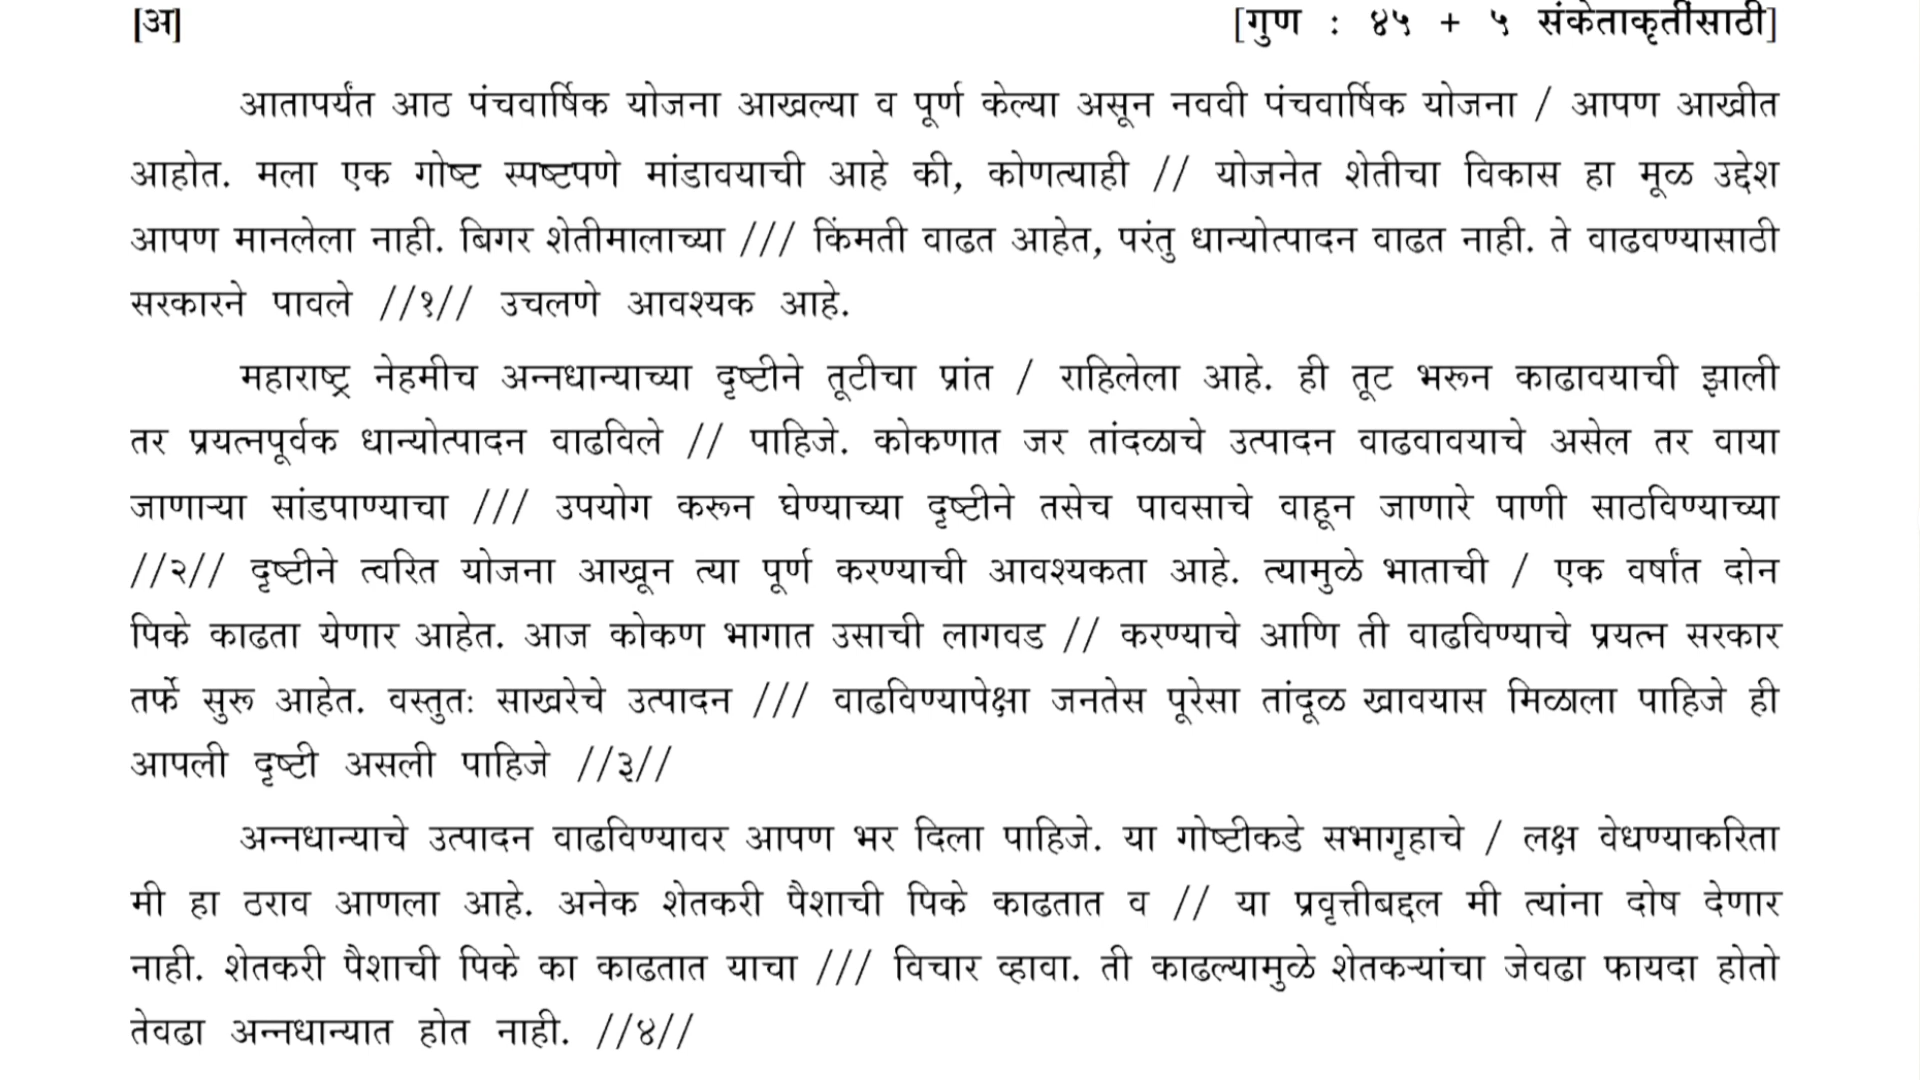 [अ] [गुण : ४५ + ५ संकेताकृतींसाठी]
आतापर्यंत आठ पंचवार्षिक योजना आखल्या व पूर्ण केल्या असून नववी पंचवार्षिक योजना / आपण आखीत
आहोत. मला एक गोष्ट स्पष्टपणे मांडावयाची आहे की, कोणत्याही // योजनेत शेतीचा विकास हा मूळ उद्देश
आपण मानलेला नाही. बिगर शेतीमालाच्या /// किंमती वाढत आहेत, परंतु धान्योत्पादन वाढत नाही. ते वाढवण्यासाठी
सरकारने पावले //१// उचलणे आवश्यक आहे.
महाराष्ट्र नेहमीच अन्नधान्याच्या दृष्टीने तूटीचा प्रांत / राहिलेला आहे. ही तूट भरून काढावयाची झाली
तर प्रयत्नपूर्वक धान्योत्पादन वाढविले // पाहिजे. कोकणात जर तांदळाचे उत्पादन वाढवावयाचे असेल तर वाया
जाणाऱ्या सांडपाण्याचा /// उपयोग करून घेण्याच्या दृष्टीने तसेच पावसाचे वाहून जाणारे पाणी साठविण्याच्या
//२// दृष्टीने त्वरित योजना आखून त्या पूर्ण करण्याची आवश्यकता आहे. त्यामुळे भाताची / एक वर्षांत दोन
पिके काढता येणार आहेत. आज कोकण भागात उसाची लागवड // करण्याचे आणि ती वाढविण्याचे प्रयत्न सरकार
तर्फे सुरू आहेत. वस्तुतः साखरेचे उत्पादन /// वाढविण्यापेक्षा जनतेस पूरेसा तांदूळ खावयास मिळाला पाहिजे ही
आपली दृष्टी असली पाहिजे //३//
अन्नधान्याचे उत्पादन वाढविण्यावर आपण भर दिला पाहिजे. या गोष्टीकडे सभागृहाचे / लक्ष वेधण्याकरिता
मी हा ठराव आणला आहे. अनेक शेतकरी पैशाची पिके काढतात व // या प्रवृत्तीबद्दल मी त्यांना दोष देणार
नाही. शेतकरी पैशाची पिके का काढतात याचा /// विचार व्हावा. ती काढल्यामुळे शेतकऱ्यांचा जेवढा फायदा होतो
तेवढा अन्नधान्यात होत नाही. //४//